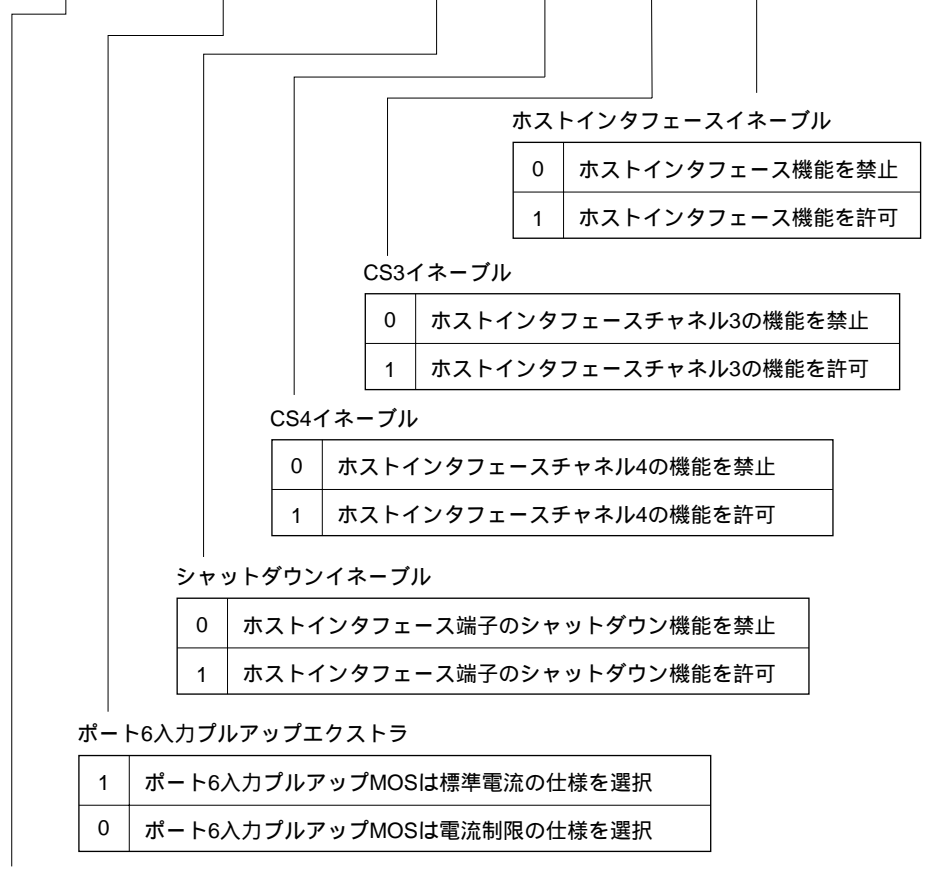 ホストインタフェースイネーブル
0 ホストインタフェース機能を禁止
1 ホストインタフェース機能を許可
CS3イネーブル
0 ホストインタフェースチャネル3の機能を禁止
1 ホストインタフェースチャネル3の機能を許可
CS4イネーブル
0 ホストインタフェースチャネル4の機能を禁止
1 ホストインタフェースチャネル4の機能を許可
シャットダウンイネーブル
0 ホストインタフェース端子のシャットダウン機能を禁止
1 ホストインタフェース端子のシャットダウン機能を許可
ポート6入力プルアップエクストラ
1 ポート6入力プルアップMOSは標準電流の仕様を選択
0 ポート6入力プルアップMOSは電流制限の仕様を選択